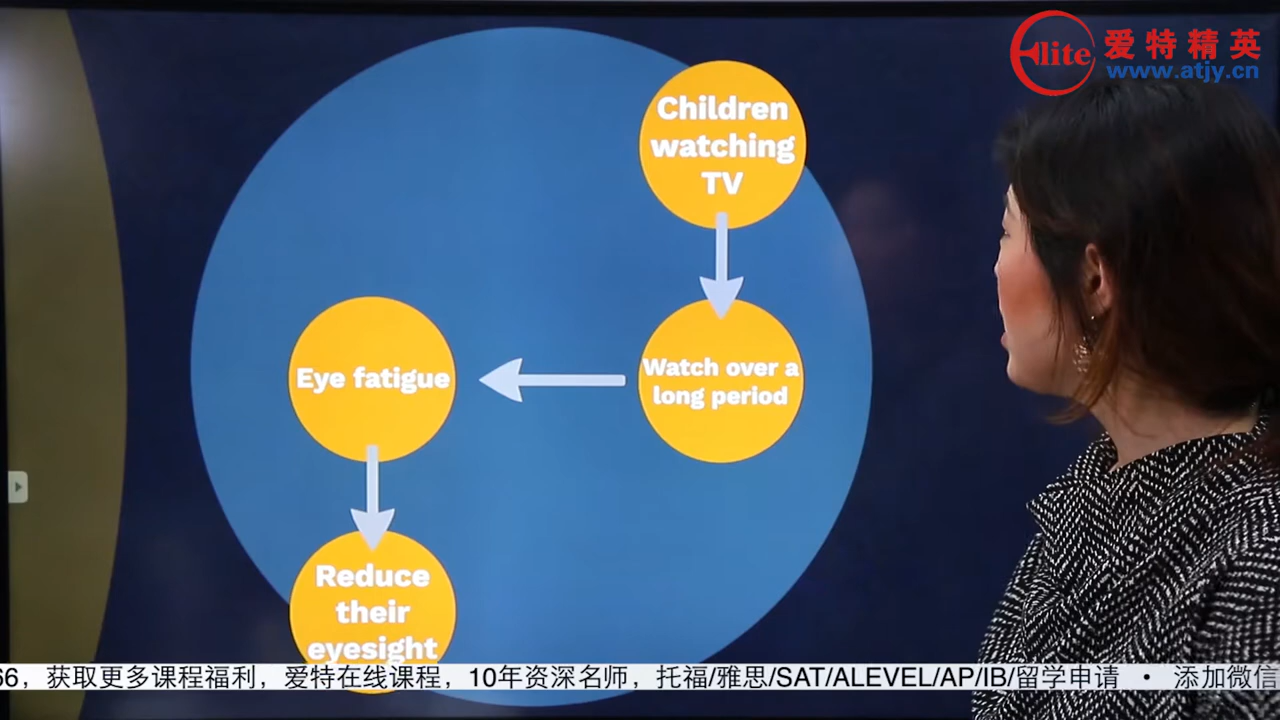 Elite 爱特精英
www.atjy.cn
Children
watching
TV
Watch over a
long period
Eye fatigue
Reduce
their
eyesight
66，获取更多课程福利，爱特在线课程，10年资深名师，托福/雅思/SAT/ALEVEL/AP/IB/留学申请 • 添加微信